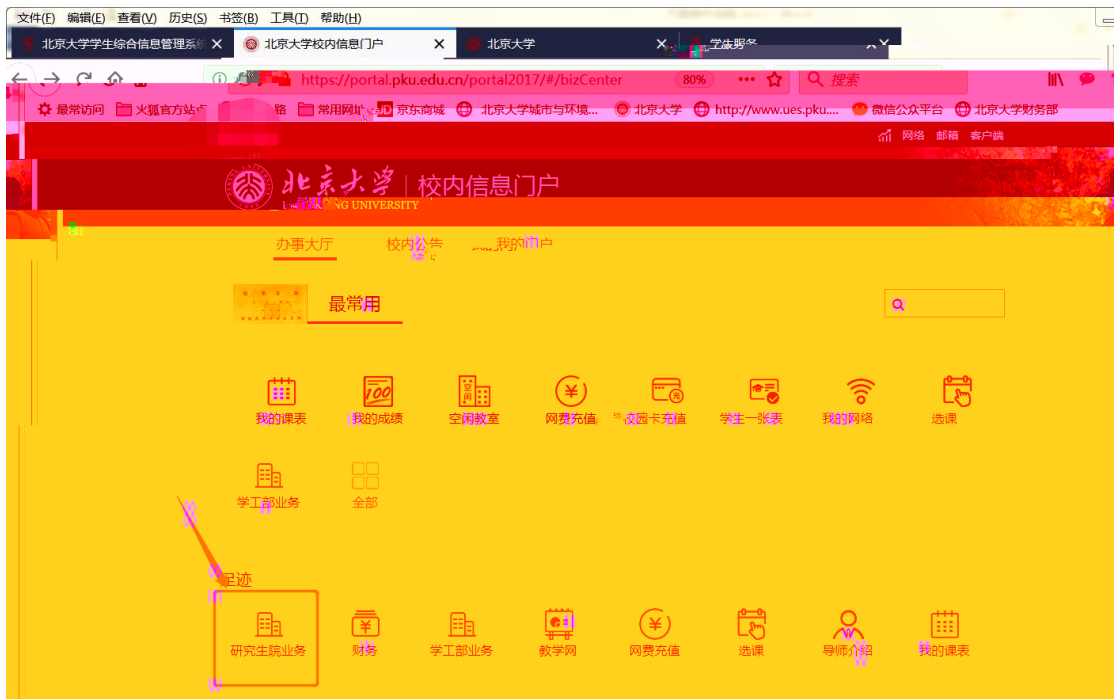 文件(F) 编辑(E) 查看(V) 历史(S) 书签(B) 工具(T) 帮助(H)
北京大学学生综合信息管理系统 × 北京大学校内信息门户 × 北京大学 × 学生服务 ×
https://portal.pku.edu.cn/portal2017/#/bizCenter 80% 搜索
最常访问 火狐官方站点 常用网址 JD 京东商城 北京大学城市与环境... 北京大学 http://www.ues.pku.... 微信公众平台 北京大学财务部
网络 邮箱 客户端
北京大学 校内信息门户
NG UNIVERSITY
办事大厅 校内公告 我的门户
最常用
我的课表 我的成绩 空闲教室 网费充值 校园卡充值 学生一张表 我的网络 选课
学工部业务 全部
足迹
研究生院业务 财务 学工部业务 教学网 网费充值 选课 导师介绍 我的课表